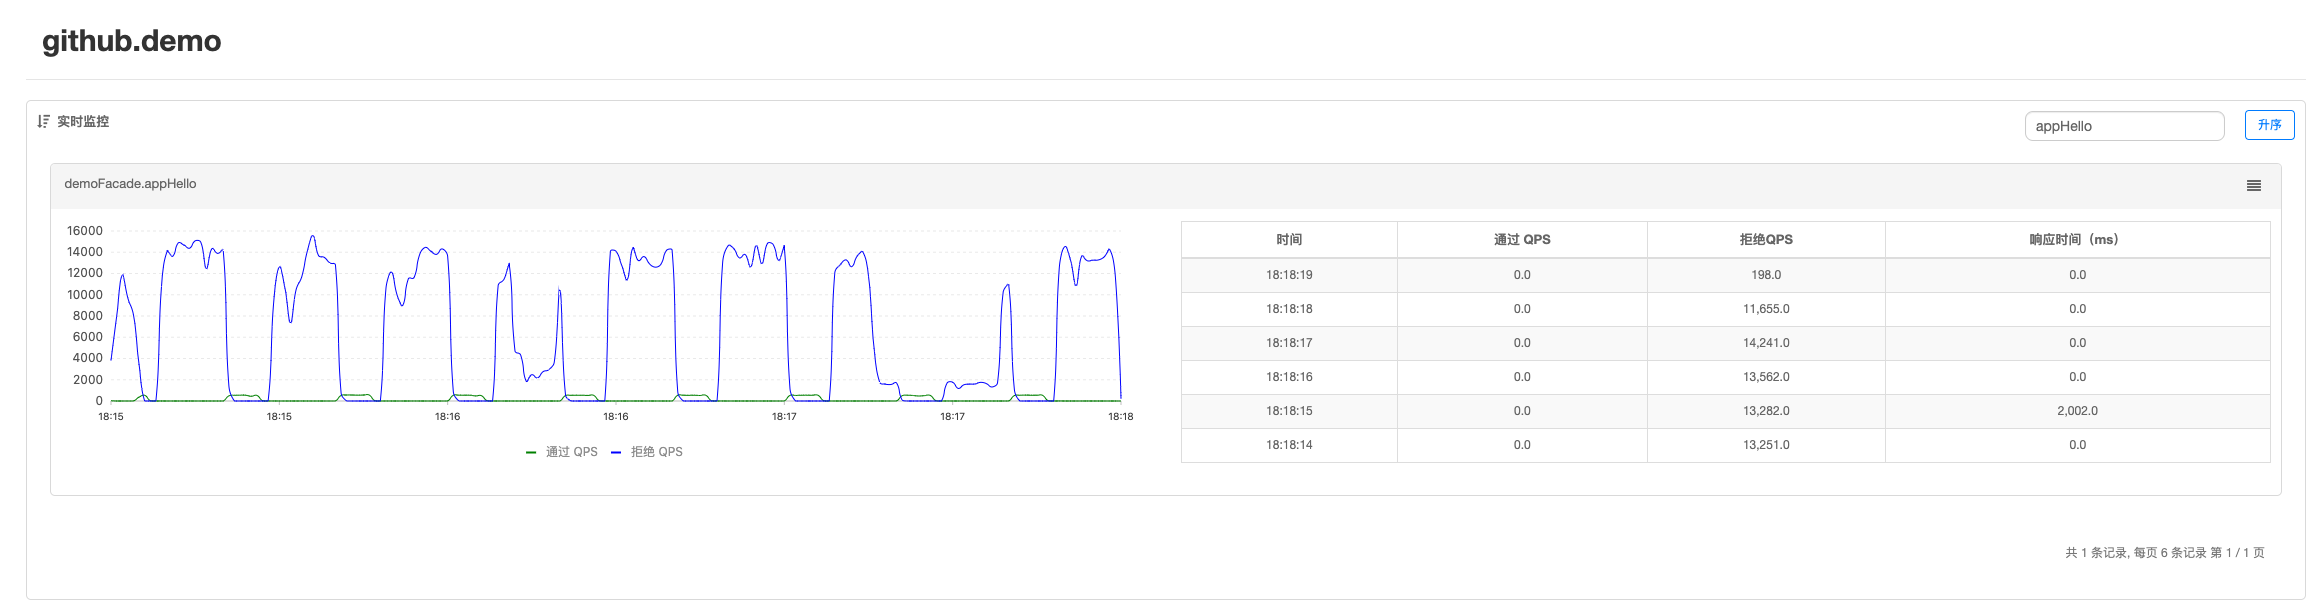 github.demo
实时监控
appHello
升序
demoFacade.appHello
16000
14000
12000
10000
8000
6000
4000
2000
0
18:15 18:15 18:16 18:16 18:17 18:17 18:18
通过 QPS 拒绝 QPS
时间 通过 QPS 拒绝QPS 响应时间（ms）
18:18:19 0.0 198.0 0.0
18:18:18 0.0 11,655.0 0.0
18:18:17 0.0 14,241.0 0.0
18:18:16 0.0 13,562.0 0.0
18:18:15 0.0 13,282.0 2,002.0
18:18:14 0.0 13,251.0 0.0
共 1 条记录, 每页 6 条记录 第 1 / 1 页